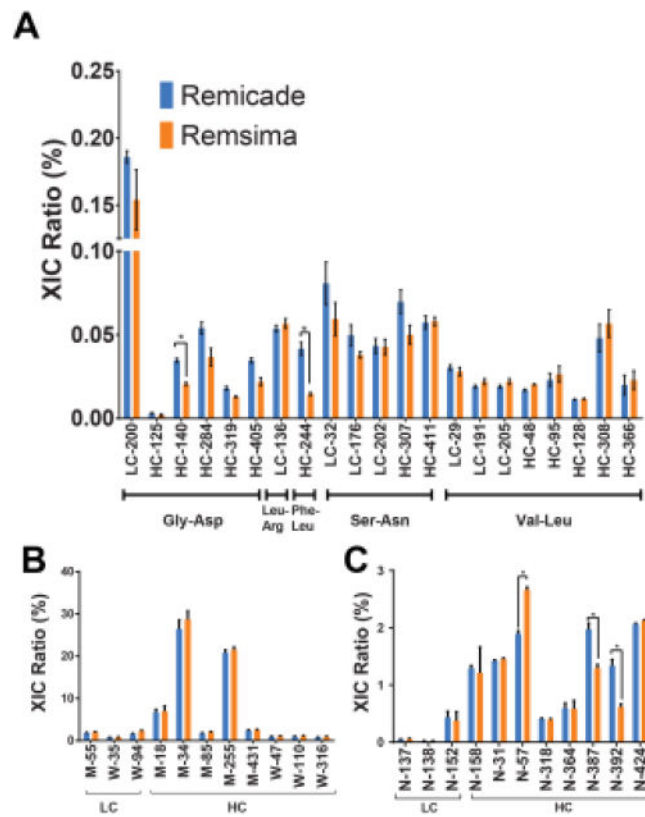 A
XIC Ratio (%)
0.25
0.20
0.15
0.10
0.05
0.00
Remicade
Remsima
*
*
LC-200
HC-125
HC-140
HC-284
HC-319
HC-405
LC-136
HC-244
LC-32
LC-176
LC-202
HC-307
HC-411
LC-29
LC-191
LC-205
HC-48
HC-95
HC-128
HC-308
HC-366
Gly-Asp
Leu-
Arg
Phe-
Leu
Ser-Asn
Val-Leu
B
XIC Ratio (%)
40
30
20
10
0
M-55
W-35
W-94
M-18
M-34
M-85
M-255
M-431
W-47
W-110
W-316
LC
HC
C
XIC Ratio (%)
3
2
1
0
*
*
*
N-137
N-138
N-152
N-158
N-31
N-57
N-318
N-364
N-387
N-392
N-424
LC
HC